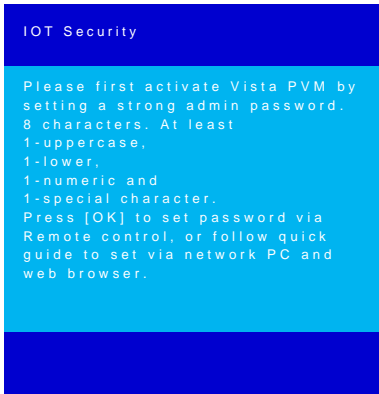 IOT Security
Please first activate Vista PVM by
setting a strong admin password.
8 characters. At least
1-uppercase,
1-lower,
1-numeric and
1-special character.
Press [OK] to set password via
Remote control, or follow quick
guide to set via network PC and
web browser.